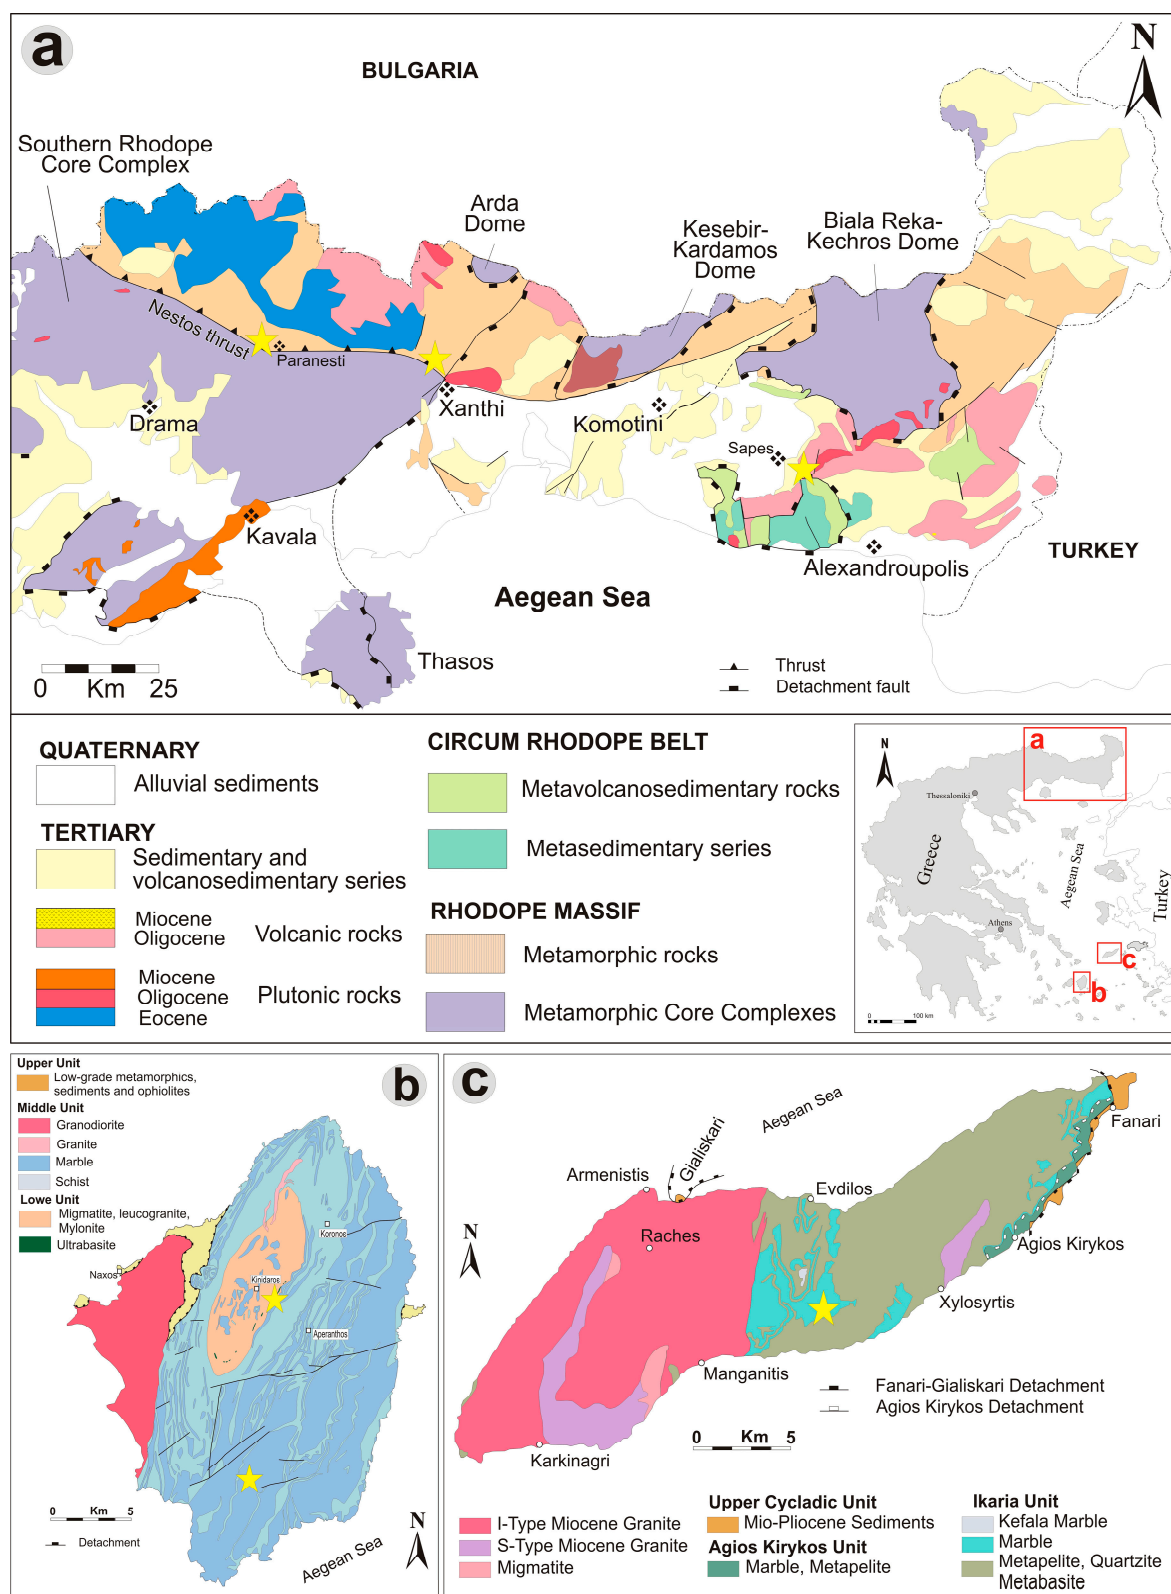 a
N
BULGARIA
Southern Rhodope
Core Complex
Arda
Dome
Kesebir-
Kardamos
Dome
Biala Reka-
Kechros Dome
Nestos thrust
Paranesti
Xanthi
Drama
Komotini
Sapes
Kavala
Alexandroupolis
TURKEY
Aegean Sea
Thasos
0 Km 25
Thrust
Detachment fault
QUATERNARY
Alluvial sediments
TERTIARY
Sedimentary and
volcanosedimentary series
Miocene
Oligocene
Volcanic rocks
Miocene
Oligocene
Eocene
Plutonic rocks
CIRCUM RHODOPE BELT
Metavolcanosedimentary rocks
Metasedimentary series
RHODOPE MASSIF
Metamorphic rocks
Metamorphic Core Complexes
N
a
Thessaloniki
Greece
Aegean Sea
Turkey
Athens
c
b
0 100 km
b
Upper Unit
Low-grade metamorphics,
sediments and ophiolites
Middle Unit
Granodiorite
Granite
Marble
Schist
Lowe Unit
Migmatite, leucogranite,
Mylonite
Ultrabasite
Naxos
Koronos
Kinidaros
Aperanthos
0 Km 5
Detachment
Aegean Sea
N
c
Aegean Sea
Gialiskari
Armenistis
Evdilos
Fanari
N
Raches
Agios Kirykos
Xylosyrtis
Manganitis
Karkinagri
Fanari-Gialiskari Detachment
Agios Kirykos Detachment
0 Km 5
I-Type Miocene Granite
S-Type Miocene Granite
Migmatite
Upper Cycladic Unit
Mio-Pliocene Sediments
Agios Kirykos Unit
Marble, Metapelite
Ikaria Unit
Kefala Marble
Marble
Metapelite, Quartzite
Metabasite